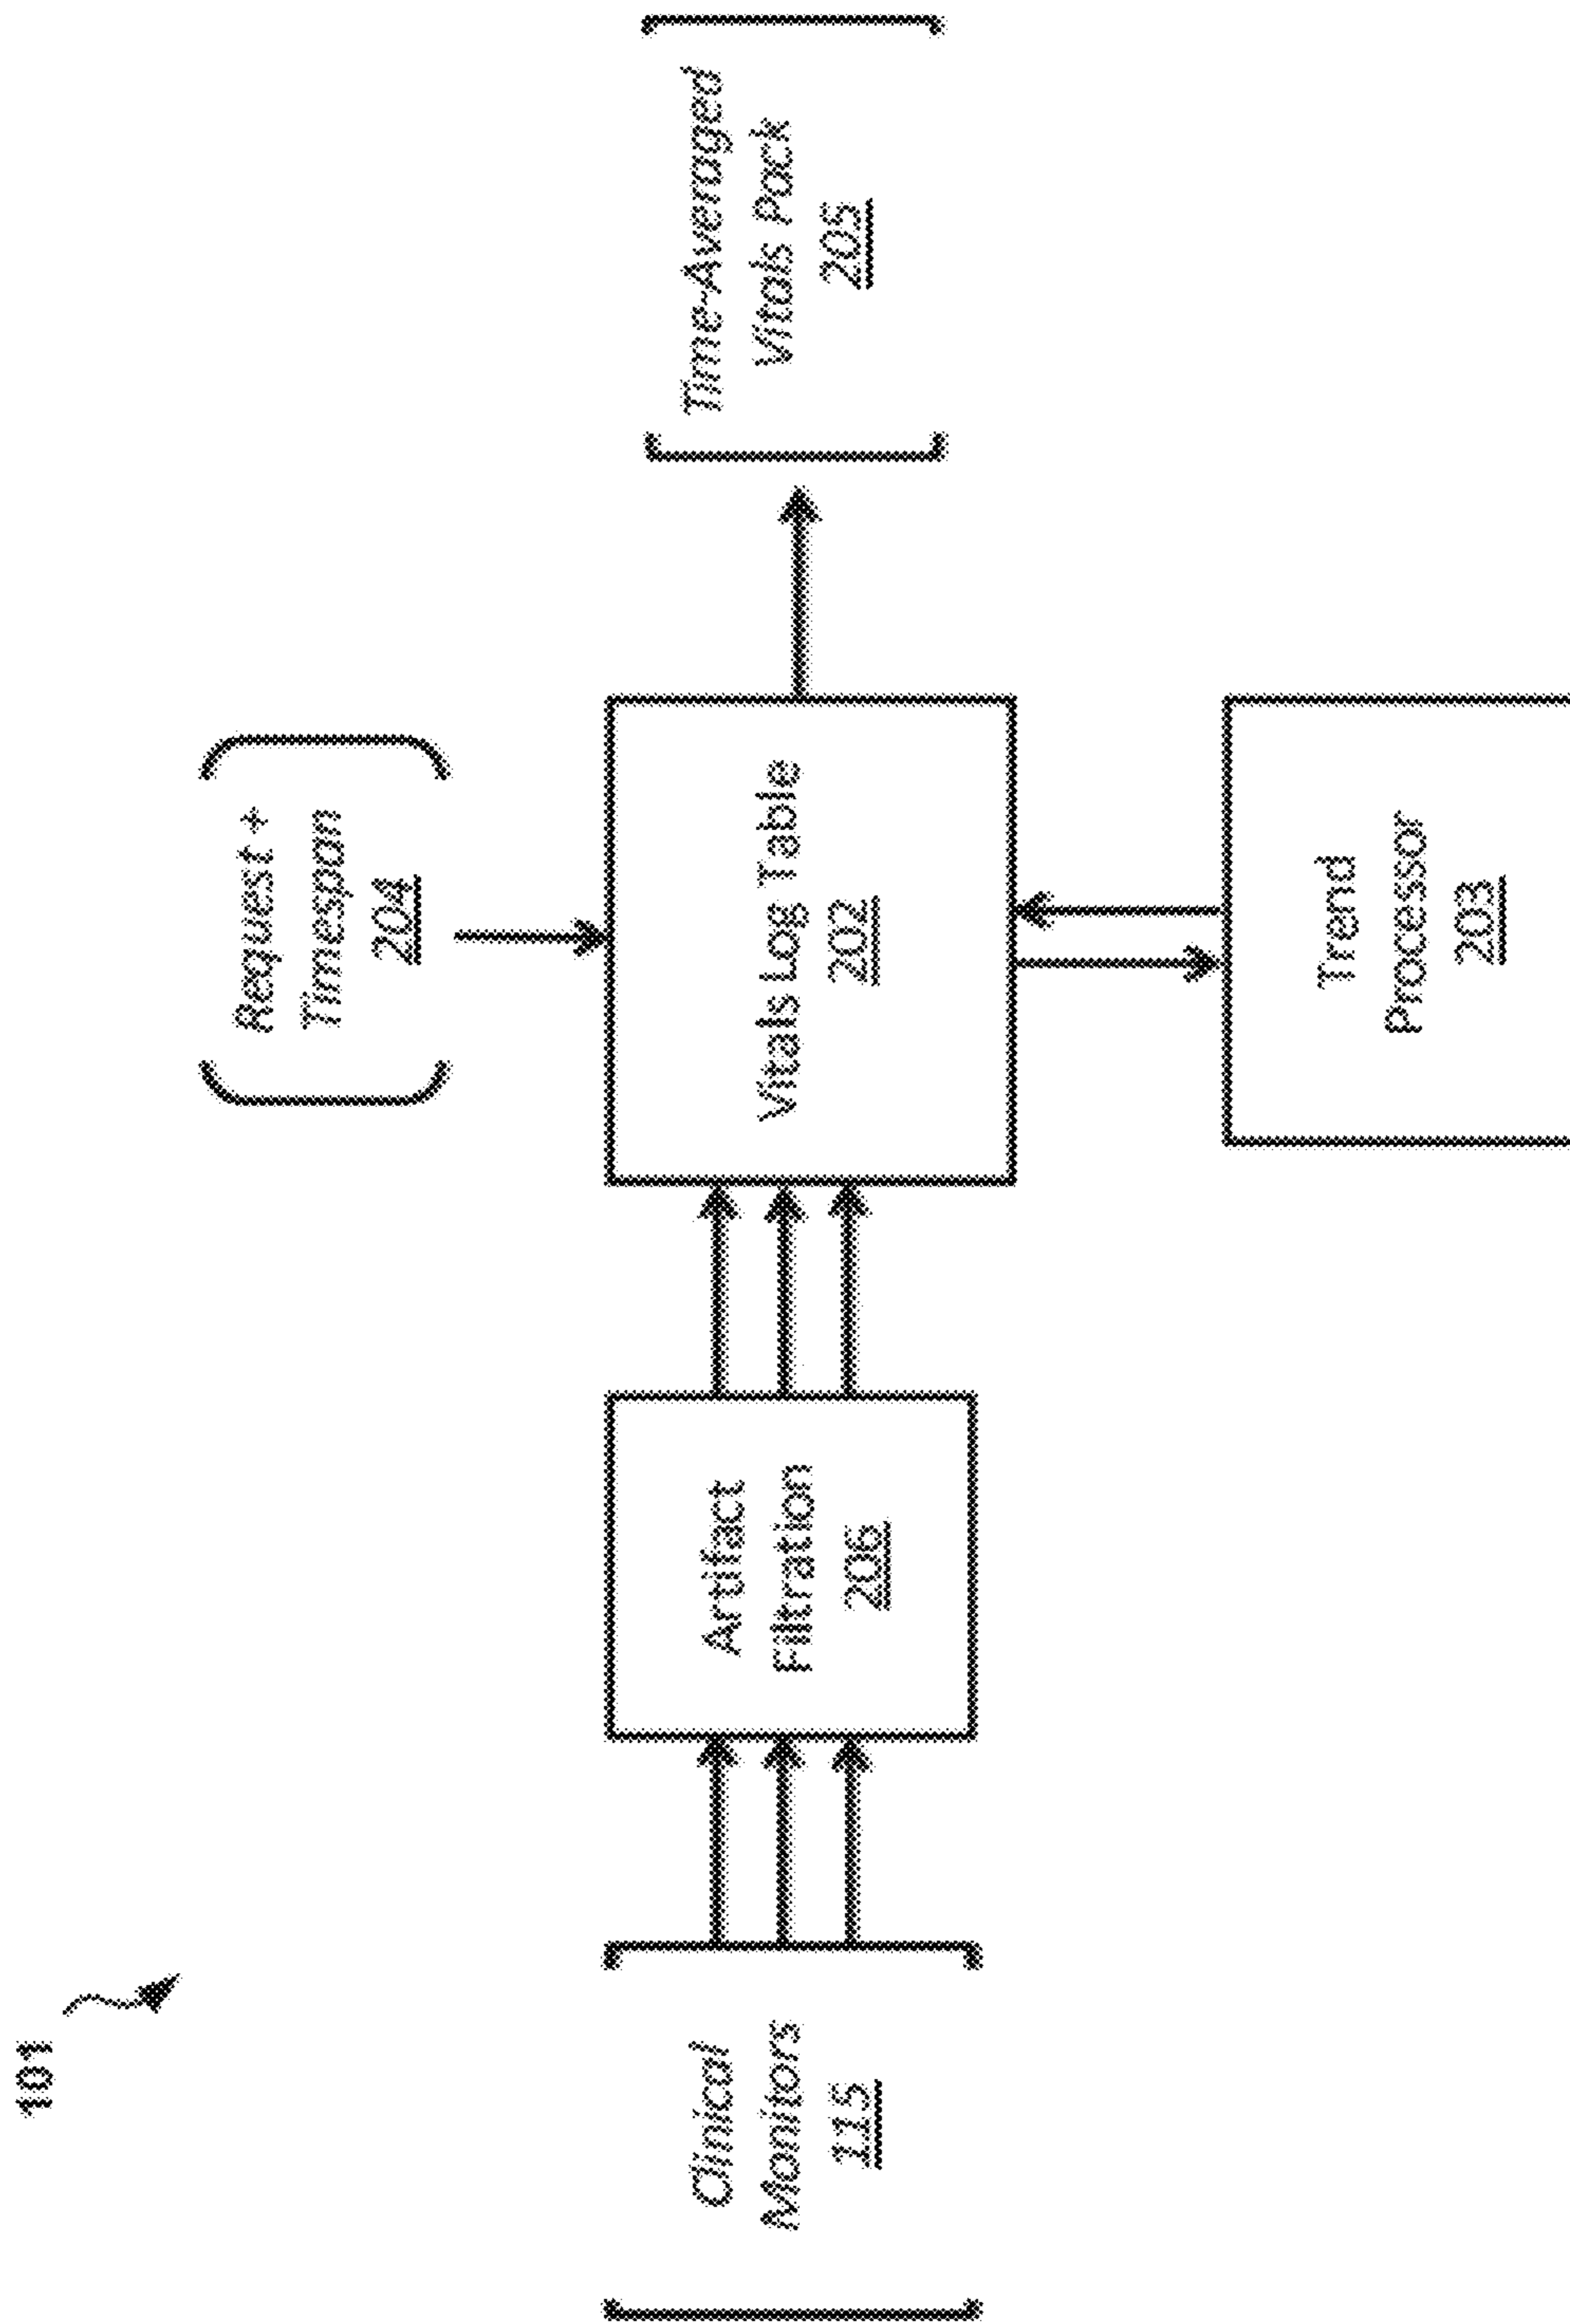 101
Request +
Timespan
204
Clinical
Monitors
115
Artifact
Filtration
206
Vitals Log Table
202
Time-Averaged
Vitals Pack
205
Trend
Processor
203